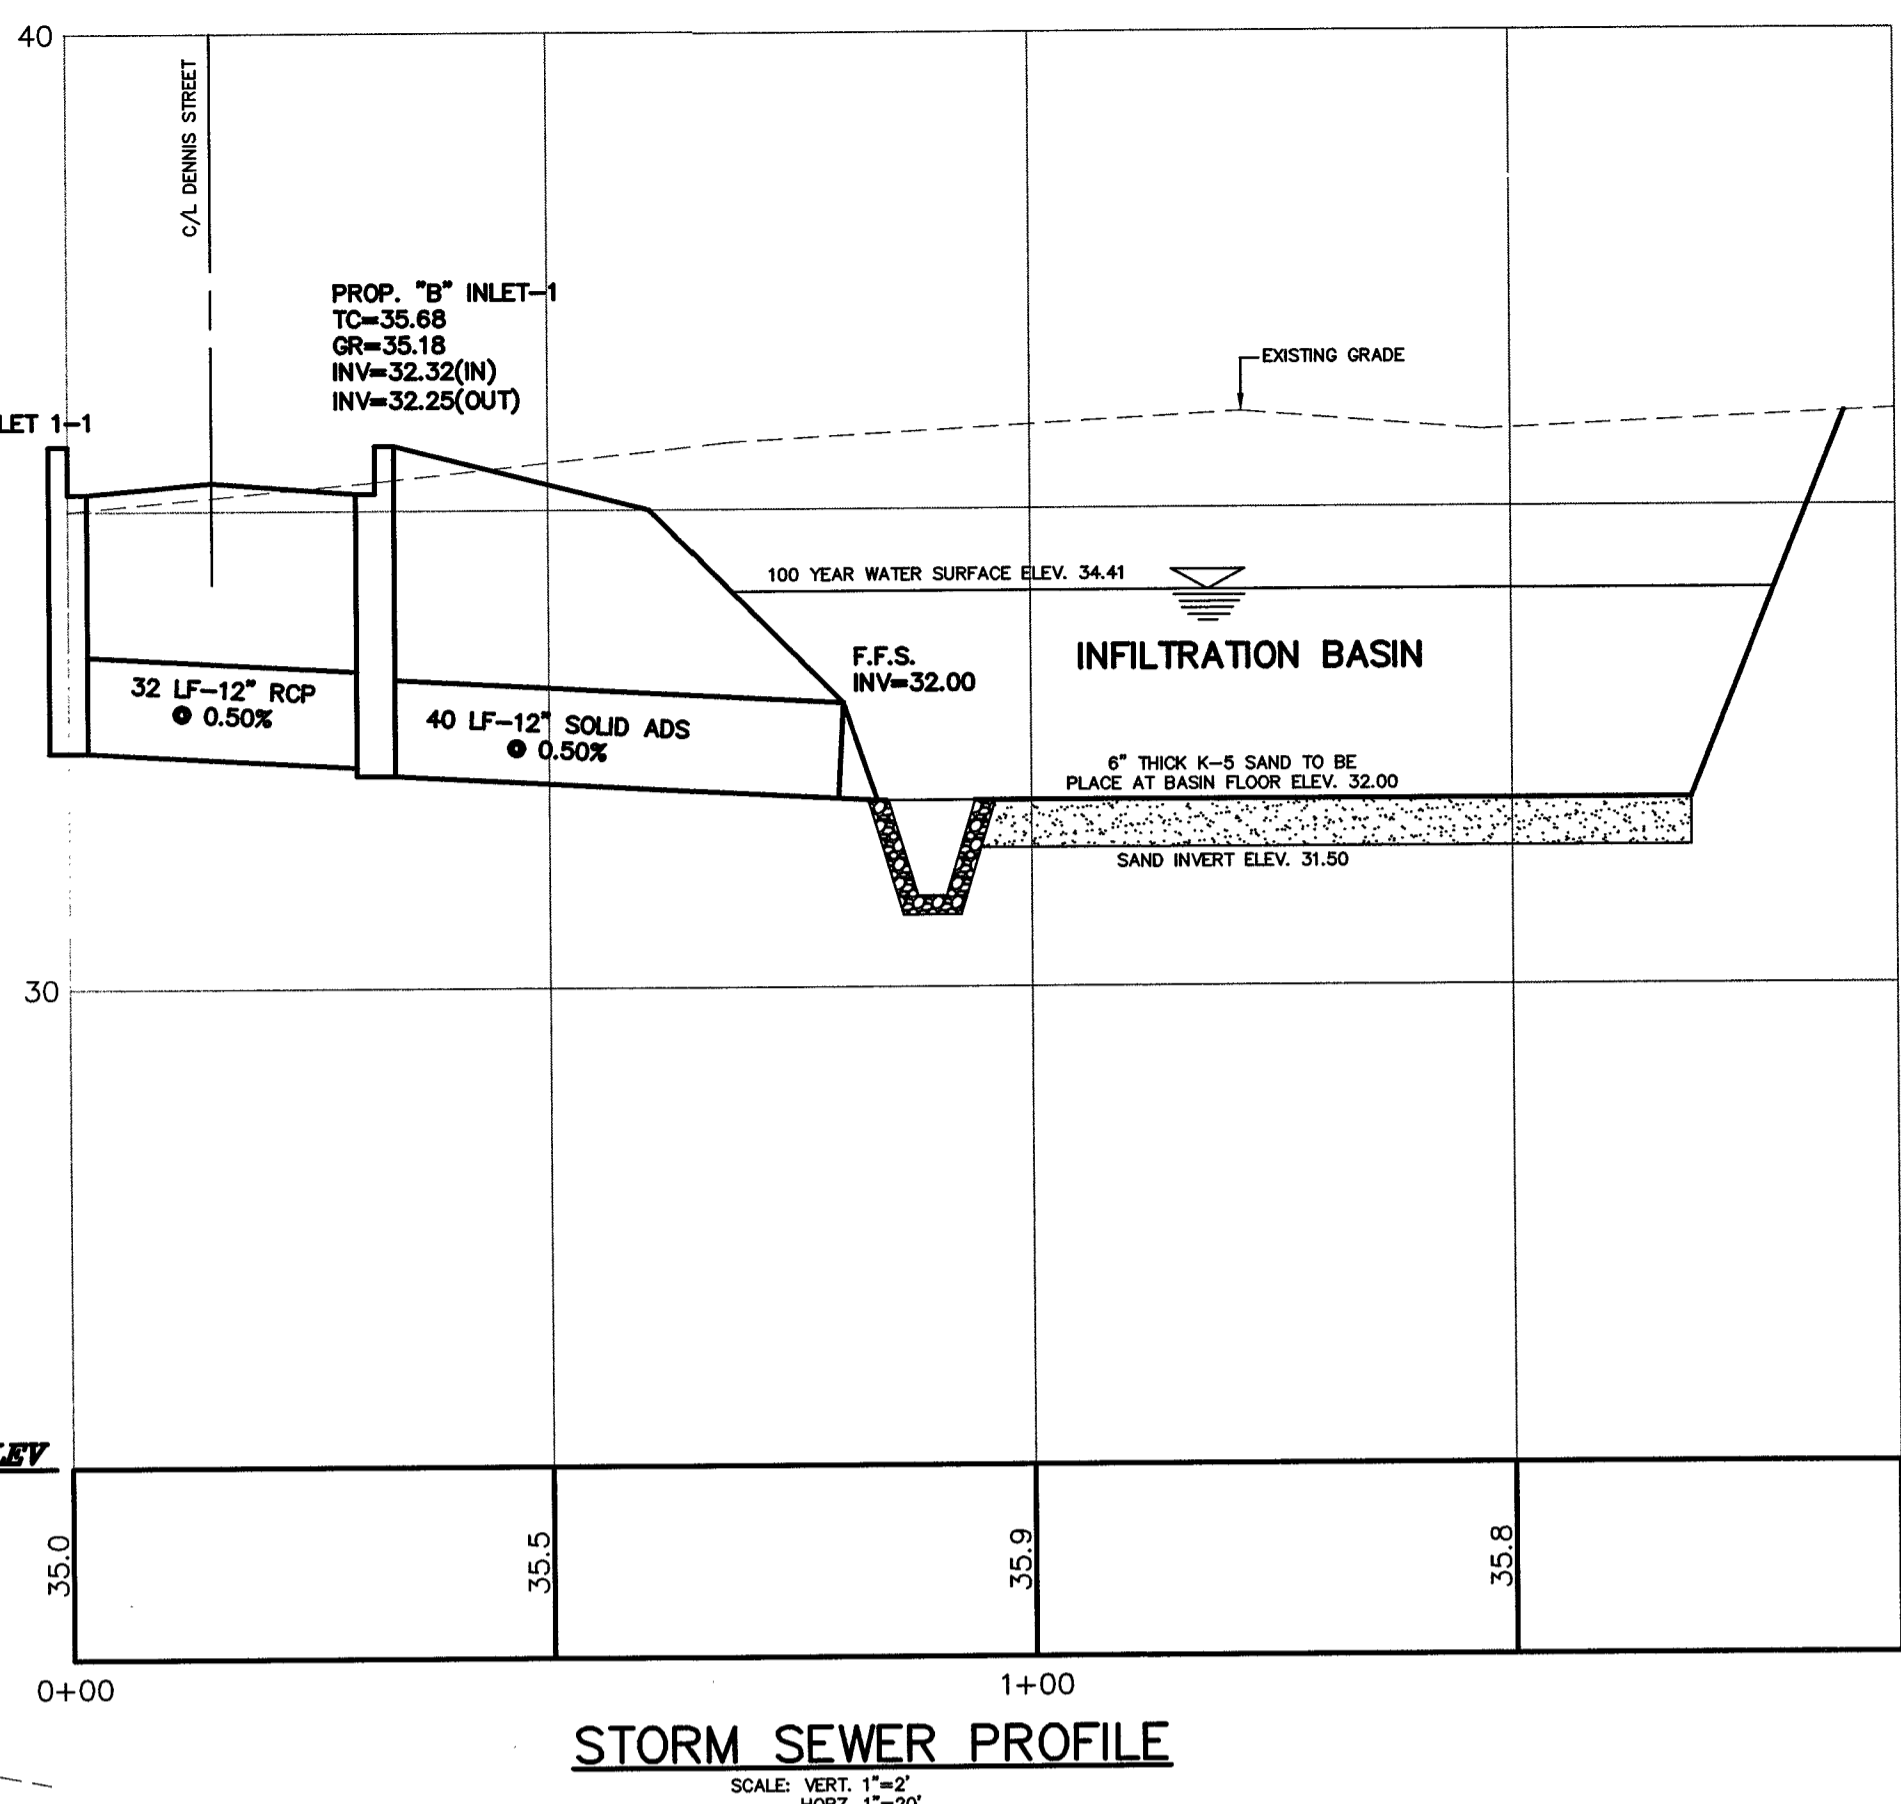 40
C/L DENNIS STREET
PROP. "B" INLET-1
TC=35.68
GR=35.18
INV=32.32(IN)
INV=32.25(OUT)
LET 1-1
EXISTING GRADE
100 YEAR WATER SURFACE ELEV. 34.41
INFILTRATION BASIN
F.F.S.
INV=32.00
32 LF-12" RCP
@ 0.50%
40 LF-12" SOLID ADS
@ 0.50%
6" THICK K-5 SAND TO BE
PLACE AT BASIN FLOOR ELEV. 32.00
SAND INVERT ELEV. 31.50
30
LEV
35.0
35.5
35.9
35.8
0+00
1+00
STORM SEWER PROFILE
SCALE: VERT. 1"=2'
HORZ. 1"=20'